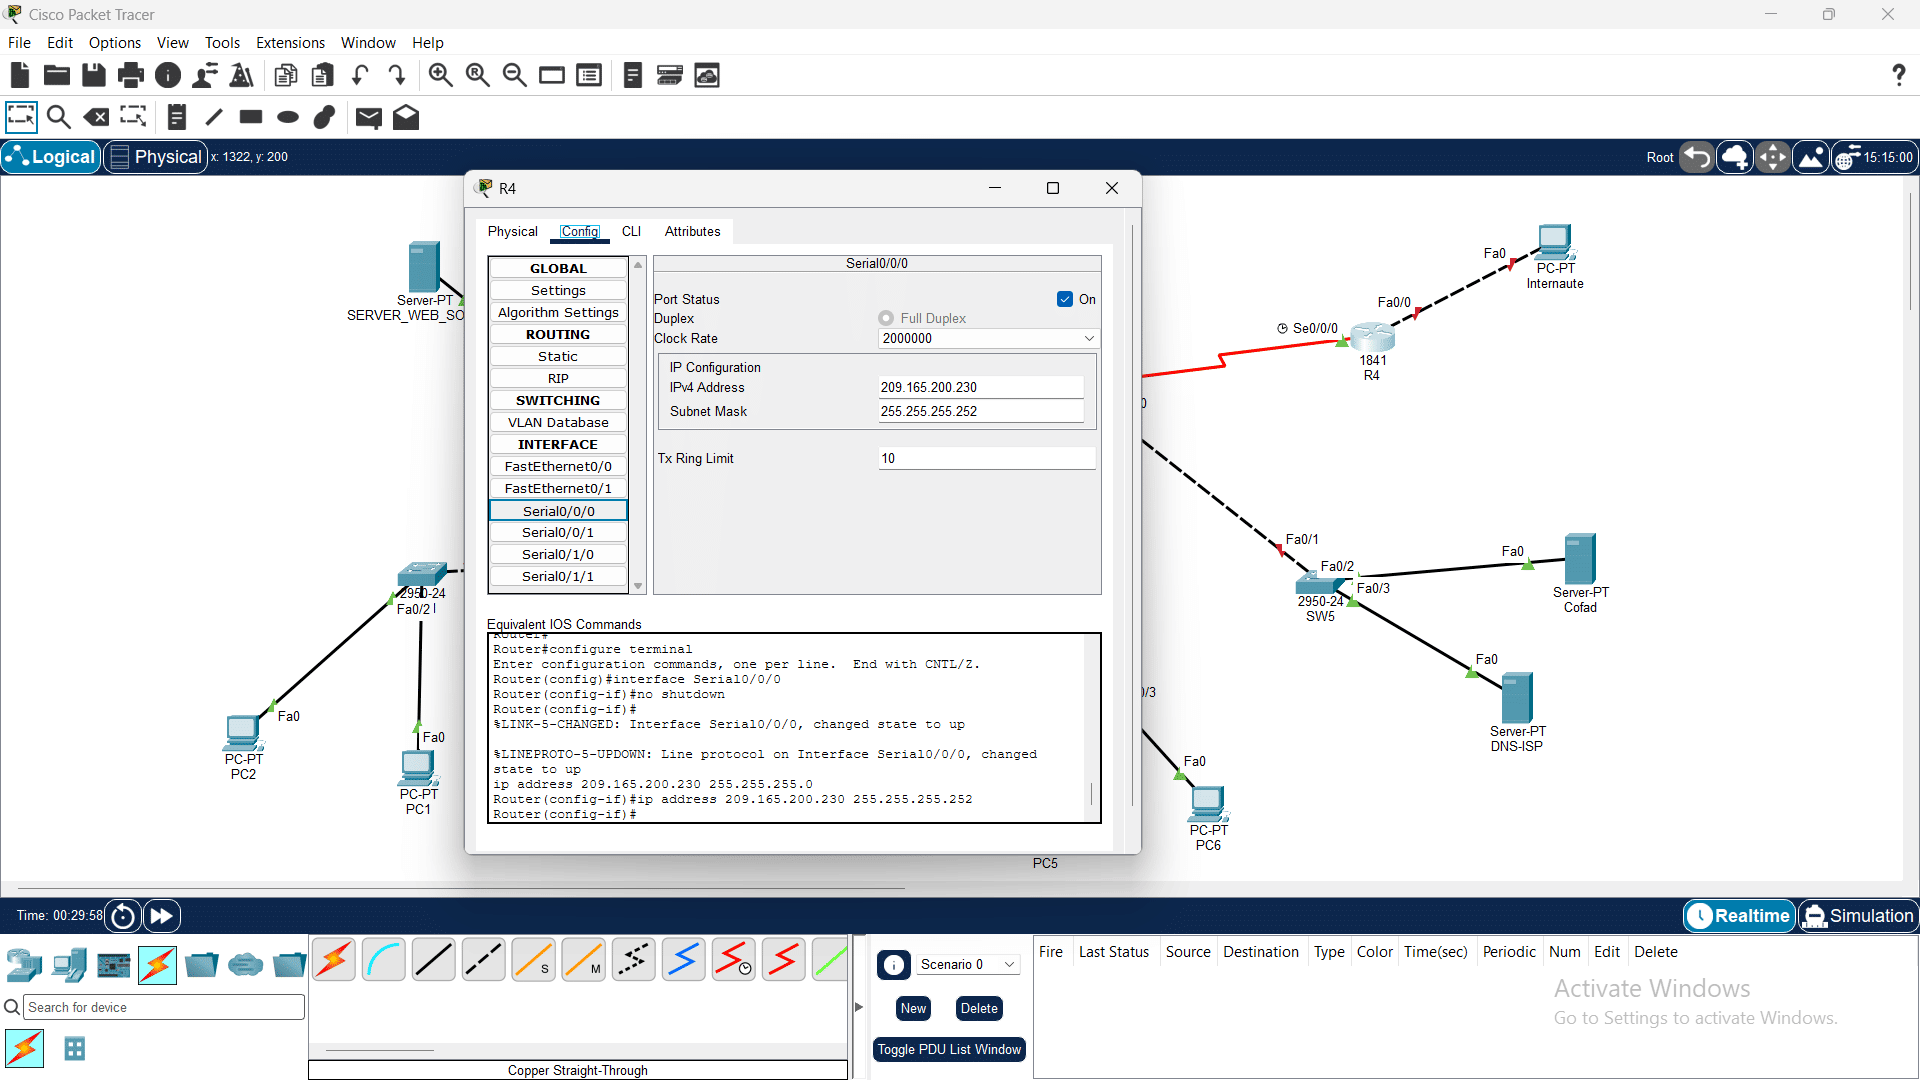 Cisco Packet Tracer
File Edit Options View Tools Extensions Window Help
Logical Physical x: 1322, y: 200
Root 15:15:00
R4
Physical Config CLI Attributes
GLOBAL
Settings
Algorithm Settings
ROUTING
Static
RIP
SWITCHING
VLAN Database
INTERFACE
FastEthernet0/0
FastEthernet0/1
Serial0/0/0
Serial0/0/1
Serial0/1/0
Serial0/1/1
Serial0/0/0
Port Status On
Duplex Full Duplex
Clock Rate 2000000
IP Configuration
IPv4 Address 209.165.200.230
Subnet Mask 255.255.255.252
Tx Ring Limit 10
Equivalent IOS Commands
Router#
Router#configure terminal
Enter configuration commands, one per line.  End with CNTL/Z.
Router(config)#interface Serial0/0/0
Router(config-if)#no shutdown
Router(config-if)#
%LINK-5-CHANGED: Interface Serial0/0/0, changed state to up
%LINEPROTO-5-UPDOWN: Line protocol on Interface Serial0/0/0, changed
state to up
ip address 209.165.200.230 255.255.255.0
Router(config-if)#ip address 209.165.200.230 255.255.255.252
Router(config-if)#
Server-PT
SERVER_WEB_SO
2950-24
Fa0/2
Fa0
PC-PT
PC2
Fa0
PC-PT
PC1
Fa0
PC-PT
Internaute
Fa0/0
Se0/0/0
1841
R4
0
Fa0/1
Fa0/2
Fa0/3
2950-24
SW5
Fa0
Server-PT
Cofad
Fa0
Server-PT
DNS-ISP
)/3
Fa0
PC-PT
PC6
PC5
Time: 00:29:58
Realtime Simulation
Search for device
S
M
Copper Straight-Through
Scenario 0
New Delete
Toggle PDU List Window
Fire Last Status Source Destination Type Color Time(sec) Periodic Num Edit Delete
Activate Windows
Go to Settings to activate Windows.